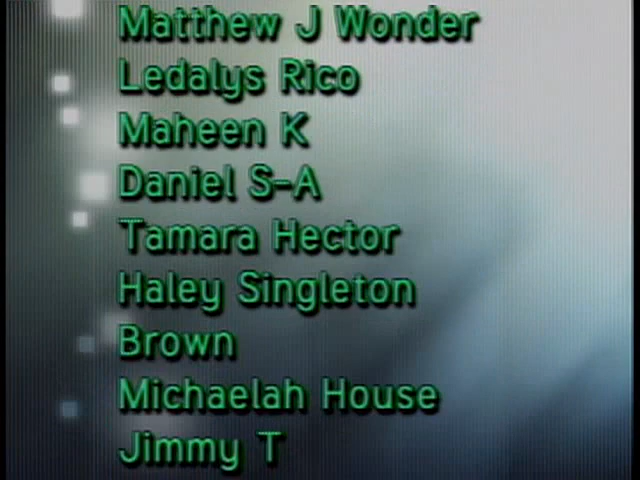 Matthew J Wonder
Ledalys Rico
Maheen K
Daniel S-A
Tamara Hector
Haley Singleton
Brown
Michaelah House
Jimmy T